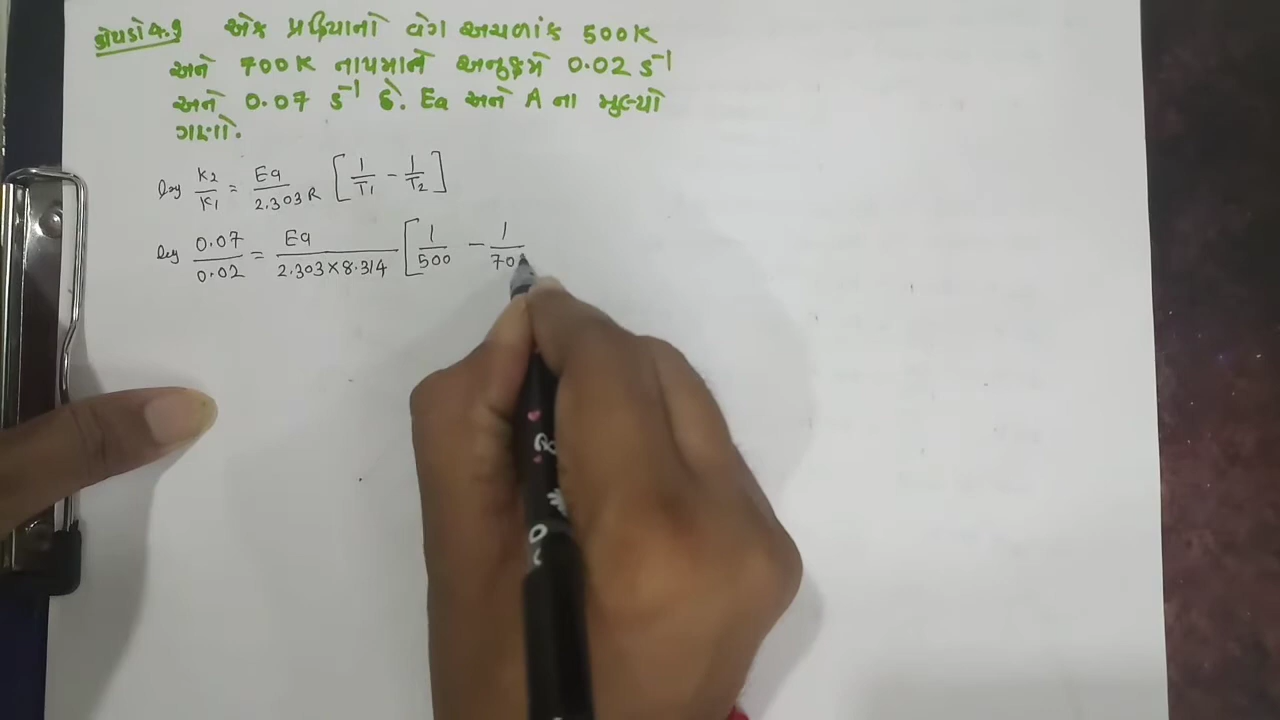 કોયડો 4.9 એક પ્રક્રિયાનો વેગ અચળાંક 500K
અને 700K તાપમાને અનુક્રમે 0.02 s⁻¹
અને 0.07 s⁻¹ છે. Ea અને A ના મુલ્યો
ગણો.
log K₂/K₁ = Ea/2.303R [1/T₁ - 1/T₂]
log 0.07/0.02 = Ea/2.303×8.314 [1/500 - 1/700